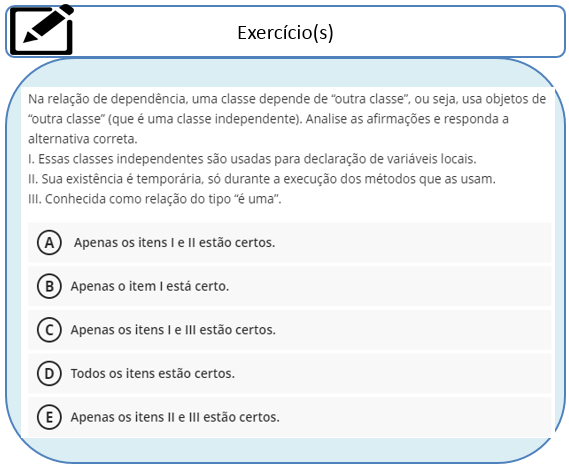 Exercício(s)
Na relação de dependência, uma classe depende de “outra classe”, ou seja, usa objetos de
“outra classe” (que é uma classe independente). Analise as afirmações e responda a
alternativa correta.
I. Essas classes independentes são usadas para declaração de variáveis locais.
II. Sua existência é temporária, só durante a execução dos métodos que as usam.
III. Conhecida como relação do tipo “é uma”.
A Apenas os itens I e II estão certos.
B Apenas o item I está certo.
C Apenas os itens I e III estão certos.
D Todos os itens estão certos.
E Apenas os itens II e III estão certos.